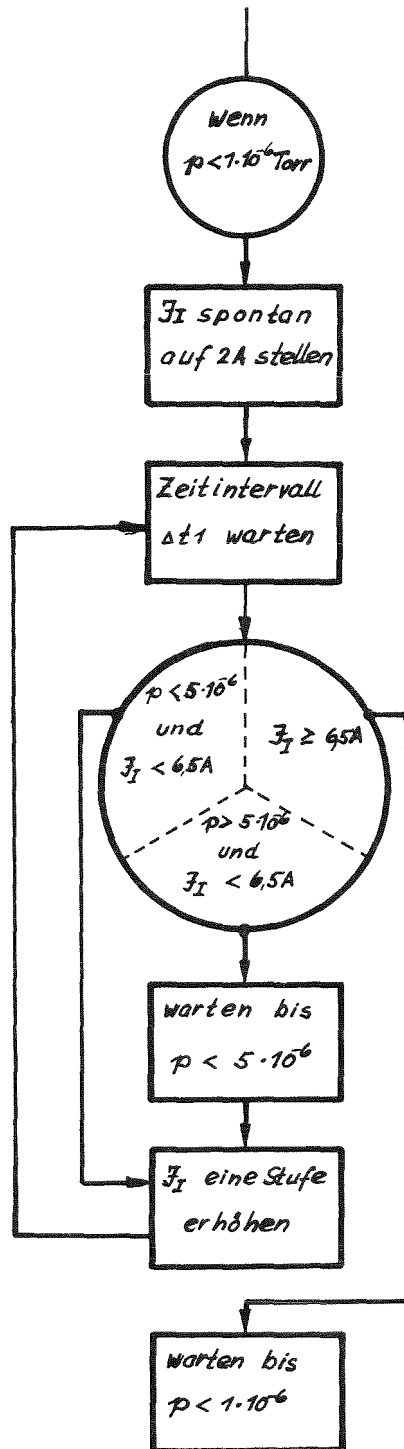 Wenn
p < 1·10⁻⁶ Torr
J_I spontan
auf 2A stellen
Zeitintervall
Δt1 warten
p < 5·10⁻⁶
und
J_I < 6,5A
J_I ≥ 6,5A
p > 5·10⁻⁶
und
J_I < 6,5A
warten bis
p < 5·10⁻⁶
J_I eine Stufe
erhöhen
warten bis
p < 1·10⁻⁶